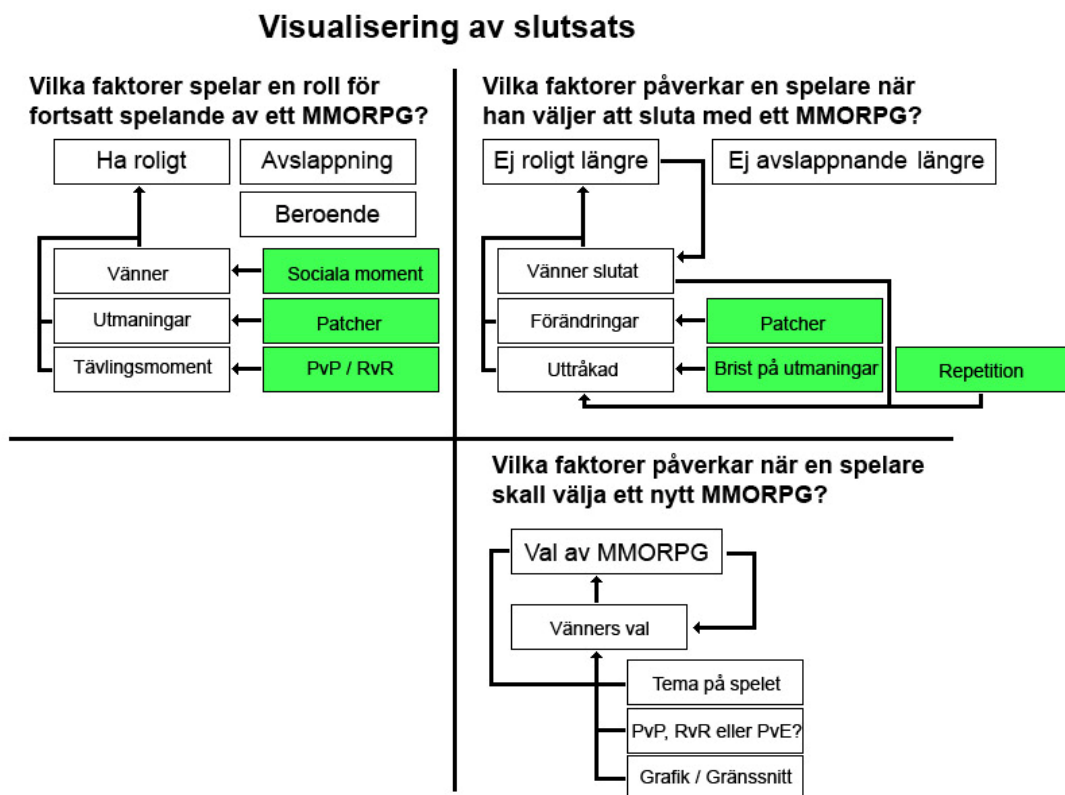 Visualisering av slutsats
Vilka faktorer spelar en roll för
fortsatt spelande av ett MMORPG?
Ha roligt
Avslappning
Beroende
Vänner
Sociala moment
Utmaningar
Patcher
Tävlingsmoment
PvP / RvR
Vilka faktorer påverkar en spelare när
han väljer att sluta med ett MMORPG?
Ej roligt längre
Ej avslappnande längre
Vänner slutat
Förändringar
Patcher
Uttråkad
Brist på utmaningar
Repetition
Vilka faktorer påverkar när en spelare
skall välja ett nytt MMORPG?
Val av MMORPG
Vänners val
Tema på spelet
PvP, RvR eller PvE?
Grafik / Gränssnitt